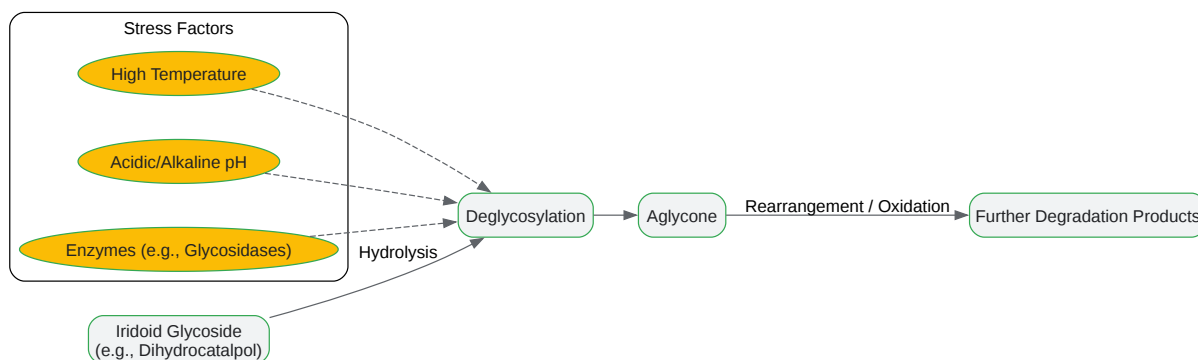 Stress Factors
High Temperature
Acidic/Alkaline pH
Enzymes (e.g., Glycosidases)
Iridoid Glycoside
(e.g., Dihydrocatalpol)
Hydrolysis
Deglycosylation
Aglycone
Rearrangement / Oxidation
Further Degradation Products